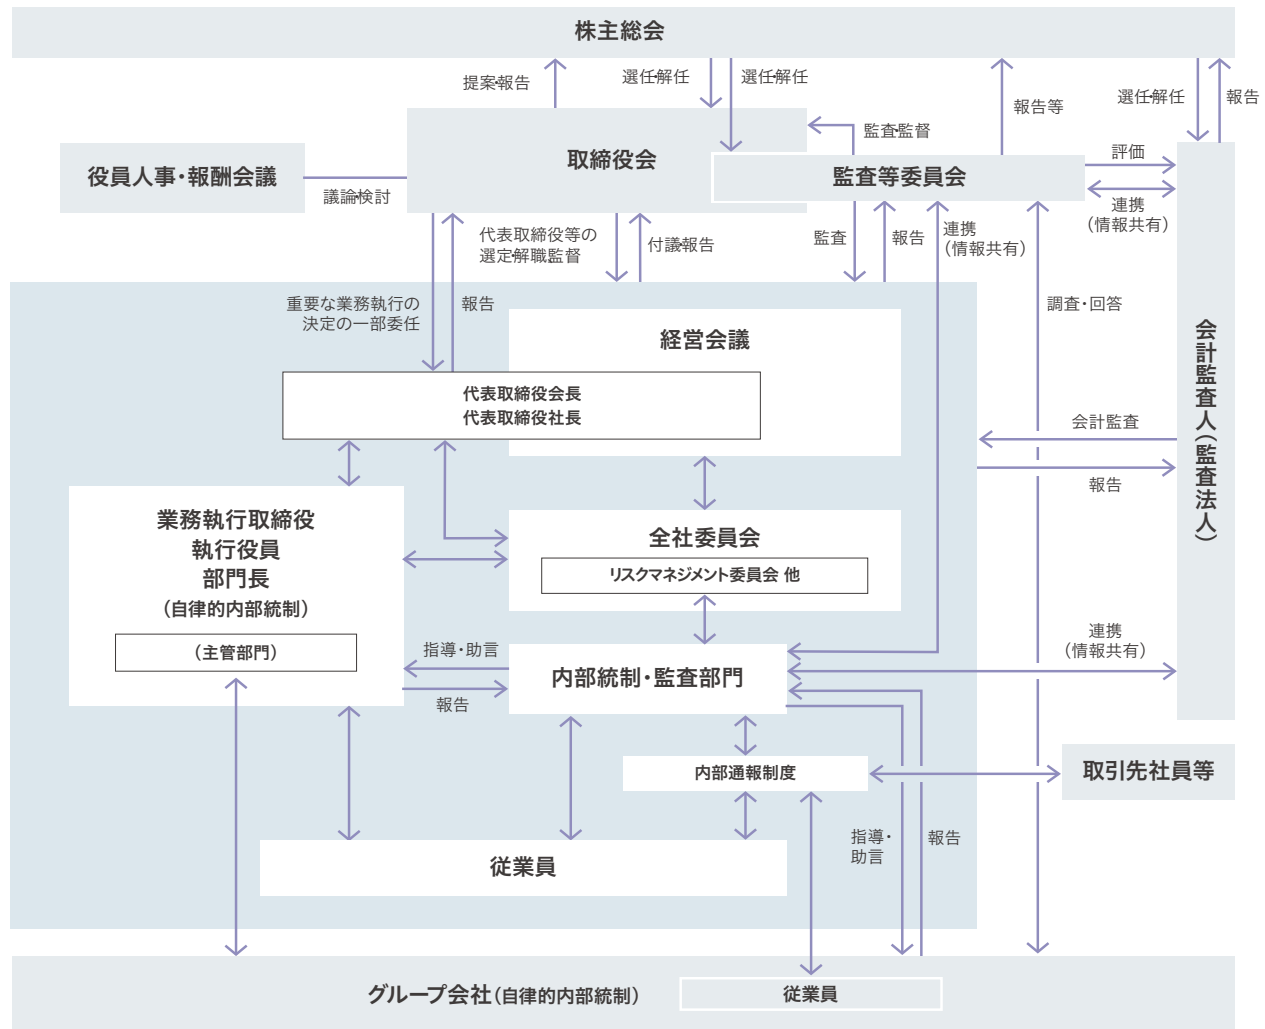 株主総会
提案・報告
選任・解任
選任・解任
報告等
選任・解任
報告
取締役会
監査・監督
役員人事・報酬会議
議論・検討
監査等委員会
評価
連携
（情報共有）
代表取締役等の
選定・解職・監督
付議・報告
監査
報告
連携
（情報共有）
調査・回答
重要な業務執行の
決定の一部委任
報告
経営会議
代表取締役会長
代表取締役社長
会計監査人（監査法人）
会計監査
報告
業務執行取締役
執行役員
部門長
（自律的内部統制）
（主管部門）
全社委員会
リスクマネジメント委員会 他
指導・助言
報告
内部統制・監査部門
連携
（情報共有）
内部通報制度
取引先社員等
指導・
助言
報告
従業員
グループ会社（自律的内部統制）
従業員